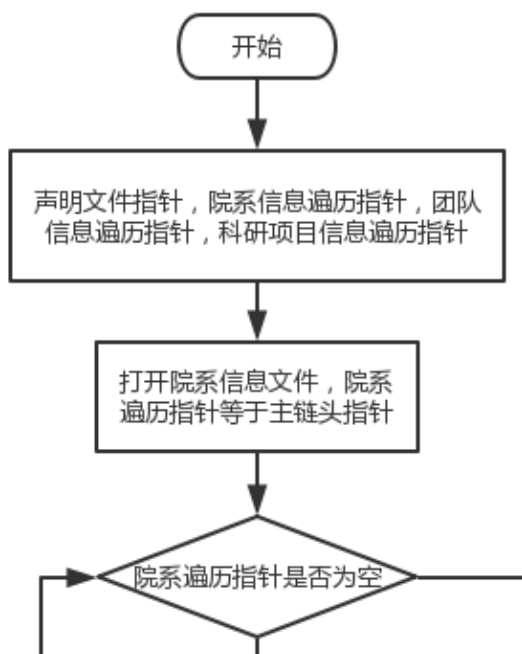 开始
声明文件指针，院系信息遍历指针，团队
信息遍历指针，科研项目信息遍历指针
打开院系信息文件，院系
遍历指针等于主链头指针
院系遍历指针是否为空